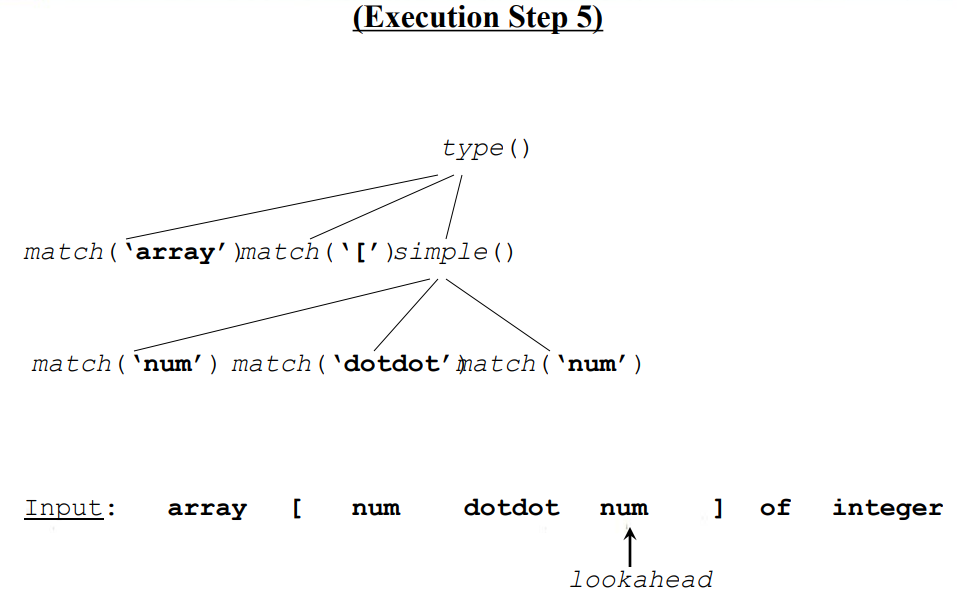 (Execution Step 5)
type()
match(‘array’)match(‘[’)simple()
match(‘num’) match(‘dotdot’)match(‘num’)
Input: array [ num dotdot num ] of integer
lookahead